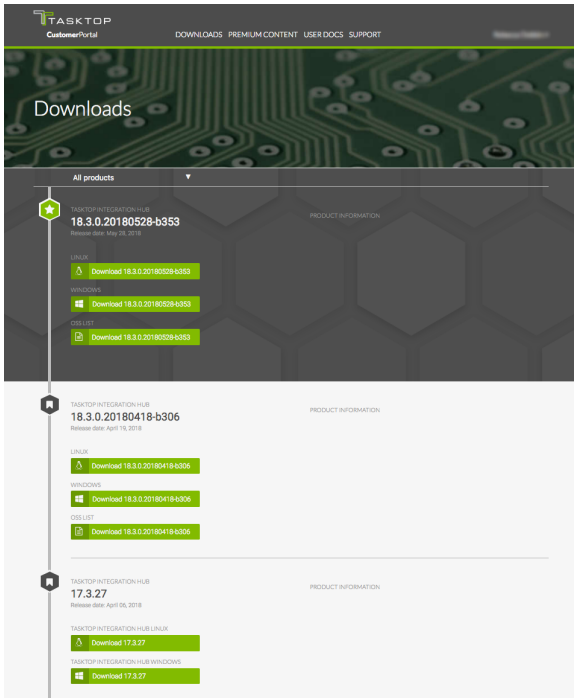 TASKTOP
CustomerPortal
DOWNLOADS PREMIUM CONTENT USER DOCS SUPPORT
Downloads
All products
TASKTOP INTEGRATION HUB
18.3.0.20180528-b353
Release date: May 28, 2018
PRODUCT INFORMATION
LINUX
Download 18.3.0.20180528-b353
WINDOWS
Download 18.3.0.20180528-b353
OSS LIST
Download 18.3.0.20180528-b353
TASKTOP INTEGRATION HUB
18.3.0.20180418-b306
Release date: April 19, 2018
PRODUCT INFORMATION
LINUX
Download 18.3.0.20180418-b306
WINDOWS
Download 18.3.0.20180418-b306
OSS LIST
Download 18.3.0.20180418-b306
TASKTOP INTEGRATION HUB
17.3.27
Release date: April 06, 2018
PRODUCT INFORMATION
TASKTOP INTEGRATION HUB LINUX
Download 17.3.27
TASKTOP INTEGRATION HUB WINDOWS
Download 17.3.27